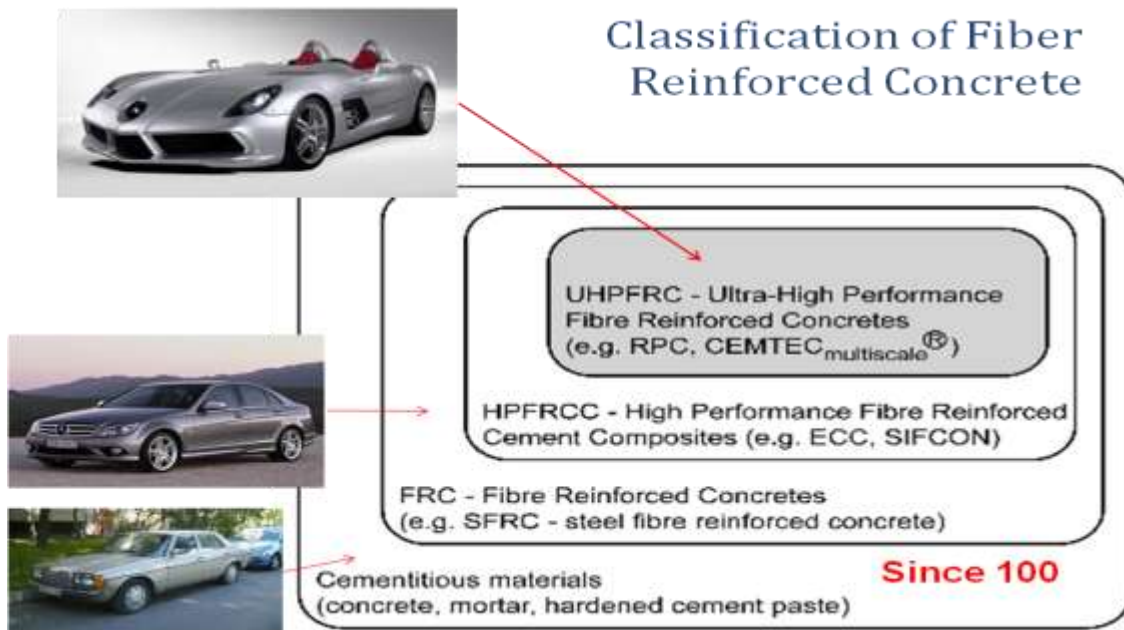 Classification of Fiber
Reinforced Concrete
UHPFRC - Ultra-High Performance
Fibre Reinforced Concretes
(e.g. RPC, CEMTECmultiscale®)
HPFRCC - High Performance Fibre Reinforced
Cement Composites (e.g. ECC, SIFCON)
FRC - Fibre Reinforced Concretes
(e.g. SFRC - steel fibre reinforced concrete)
Since 100
Cementitious materials
(concrete, mortar, hardened cement paste)